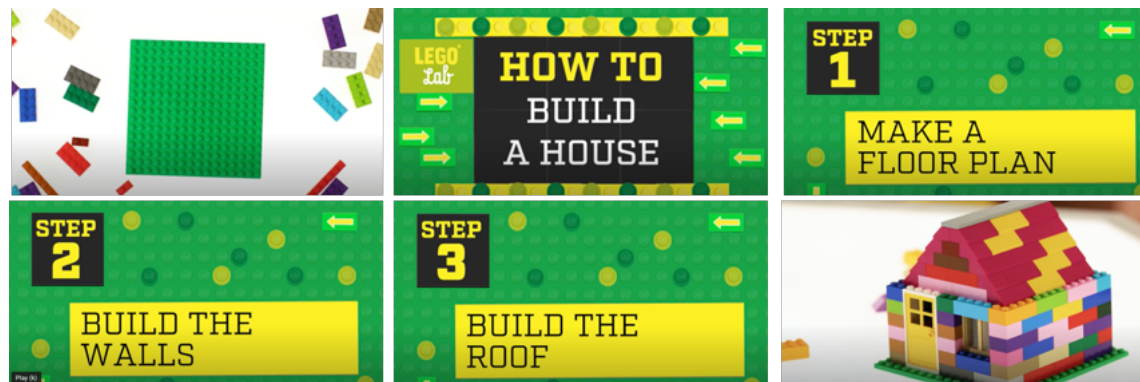 LEGO
Lab
HOW TO
BUILD
A HOUSE
STEP
1
MAKE A
FLOOR PLAN
STEP
2
BUILD THE
WALLS
Play (k)
STEP
3
BUILD THE
ROOF